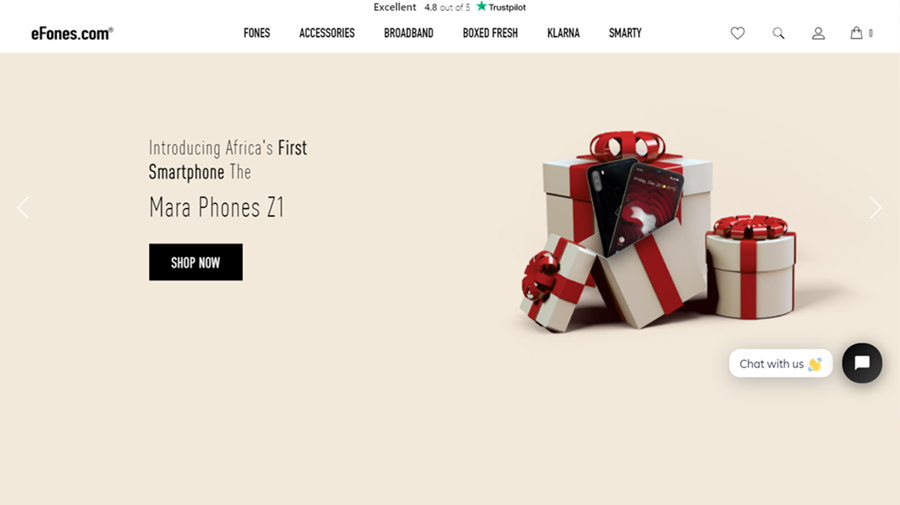 Excellent 4.8 out of 5 Trustpilot
eFones.com®
FONES ACCESSORIES BROADBAND BOXED FRESH KLARNA SMARTY
0
Introducing Africa's First
Smartphone The
Mara Phones Z1
SHOP NOW
Chat with us 👋